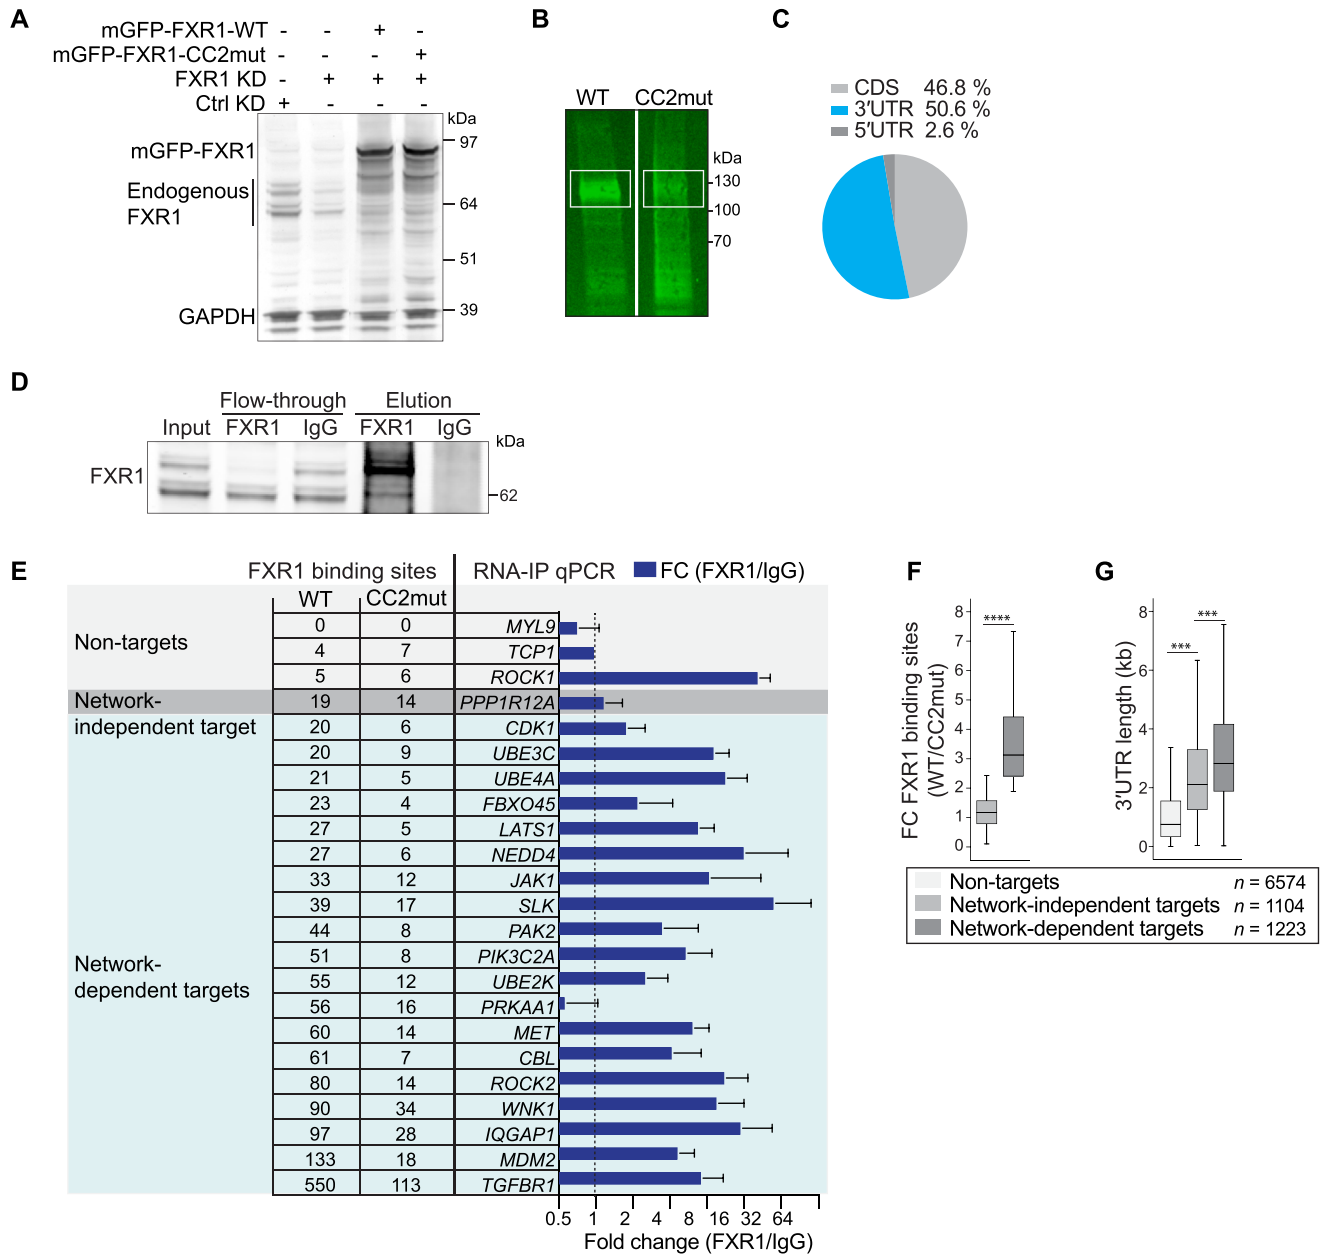 A
mGFP-FXR1-WT - - + -
mGFP-FXR1-CC2mut - - - +
FXR1 KD - + + +
Ctrl KD + - - -
kDa
mGFP-FXR1
97
Endogenous
FXR1
64
51
GAPDH
39
B
WT CC2mut
kDa
130
100
70
C
CDS 46.8 %
3′UTR 50.6 %
5′UTR 2.6 %
D
Flow-through Elution
Input FXR1 IgG FXR1 IgG
kDa
FXR1
62
E
FXR1 binding sites RNA-IP qPCR FC (FXR1/IgG)
WT CC2mut
Non-targets
0 0 MYL9
4 7 TCP1
5 6 ROCK1
Network-
independent target
19 14 PPP1R12A
20 6 CDK1
20 9 UBE3C
21 5 UBE4A
23 4 FBXO45
27 5 LATS1
27 6 NEDD4
33 12 JAK1
39 17 SLK
44 8 PAK2
Network-
dependent targets
51 8 PIK3C2A
55 12 UBE2K
56 16 PRKAA1
60 14 MET
61 7 CBL
80 14 ROCK2
90 34 WNK1
97 28 IQGAP1
133 18 MDM2
550 113 TGFBR1
0.5 1 2 4 8 16 32 64
Fold change (FXR1/IgG)
F
FC FXR1 binding sites
(WT/CC2mut)
8
7
6
5
4
3
2
1
0
****
G
3′UTR length (kb)
8
6
4
2
0
***
***
Non-targets n = 6574
Network-independent targets n = 1104
Network-dependent targets n = 1223